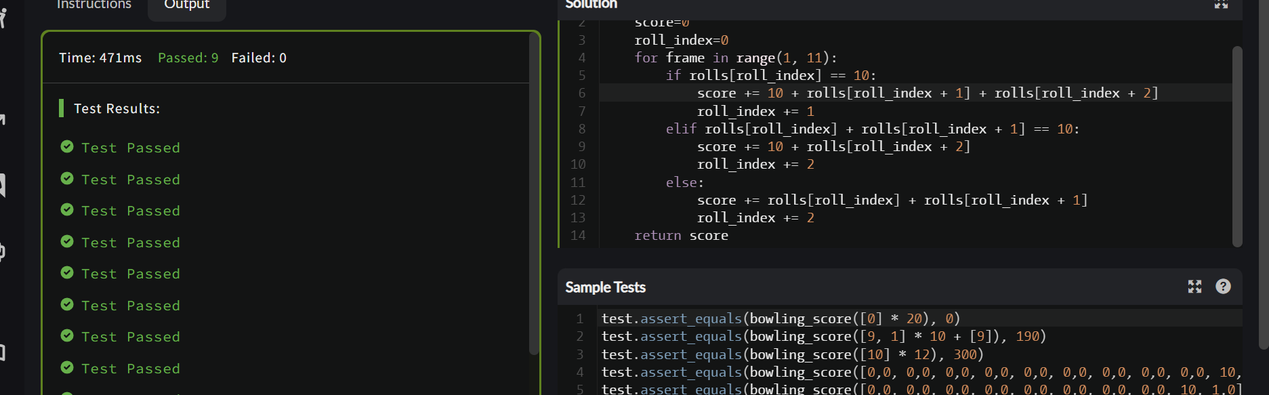 Instructions Output
Time: 471ms Passed: 9 Failed: 0
Test Results:
Test Passed
Test Passed
Test Passed
Test Passed
Test Passed
Test Passed
Test Passed
Test Passed
Solution
2 score=0
3 roll_index=0
4 for frame in range(1, 11):
5 if rolls[roll_index] == 10:
6 score += 10 + rolls[roll_index + 1] + rolls[roll_index + 2]
7 roll_index += 1
8 elif rolls[roll_index] + rolls[roll_index + 1] == 10:
9 score += 10 + rolls[roll_index + 2]
10 roll_index += 2
11 else:
12 score += rolls[roll_index] + rolls[roll_index + 1]
13 roll_index += 2
14 return score
Sample Tests
?
1 test.assert_equals(bowling_score([0] * 20), 0)
2 test.assert_equals(bowling_score([9, 1] * 10 + [9]), 190)
3 test.assert_equals(bowling_score([10] * 12), 300)
4 test.assert_equals(bowling_score([0,0, 0,0, 0,0, 0,0, 0,0, 0,0, 0,0, 0,0, 0,0, 10,
5 test.assert_equals(bowling_score([0,0, 0,0, 0,0, 0,0, 0,0, 0,0, 0,0, 0,0, 10, 1,0]